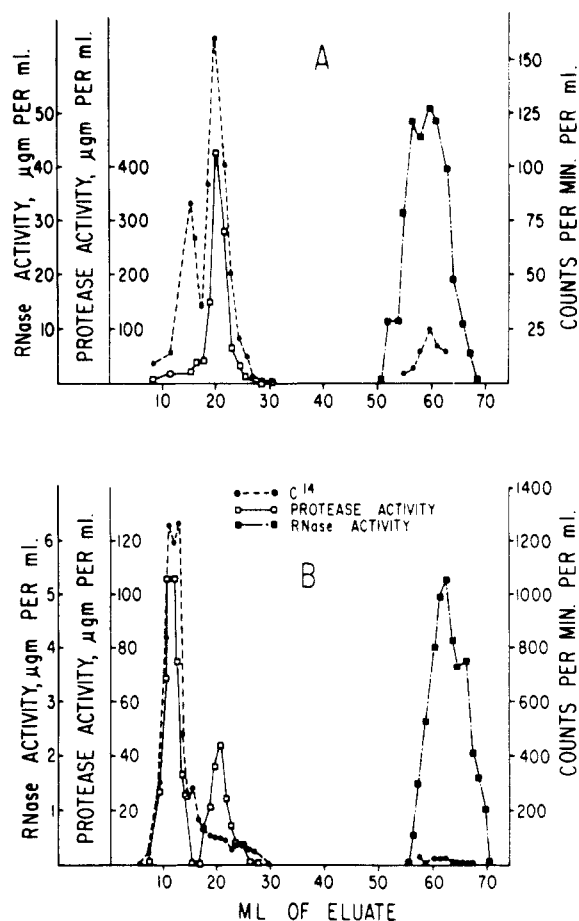 A
RNase ACTIVITY, µgm PER ml.
PROTEASE ACTIVITY, µgm PER ml.
COUNTS PER MIN. PER ml.
50
40
30
20
10
400
300
200
100
150
125
100
75
50
25
10 20 30 40 50 60 70
B
C14
PROTEASE ACTIVITY
RNase ACTIVITY
RNase ACTIVITY, µgm PER ml.
PROTEASE ACTIVITY, µgm PER ml.
COUNTS PER MIN. PER ml.
6
5
4
3
2
1
120
100
80
60
40
20
1400
1200
1000
800
600
400
200
10 20 30 40 50 60 70
ML OF ELUATE